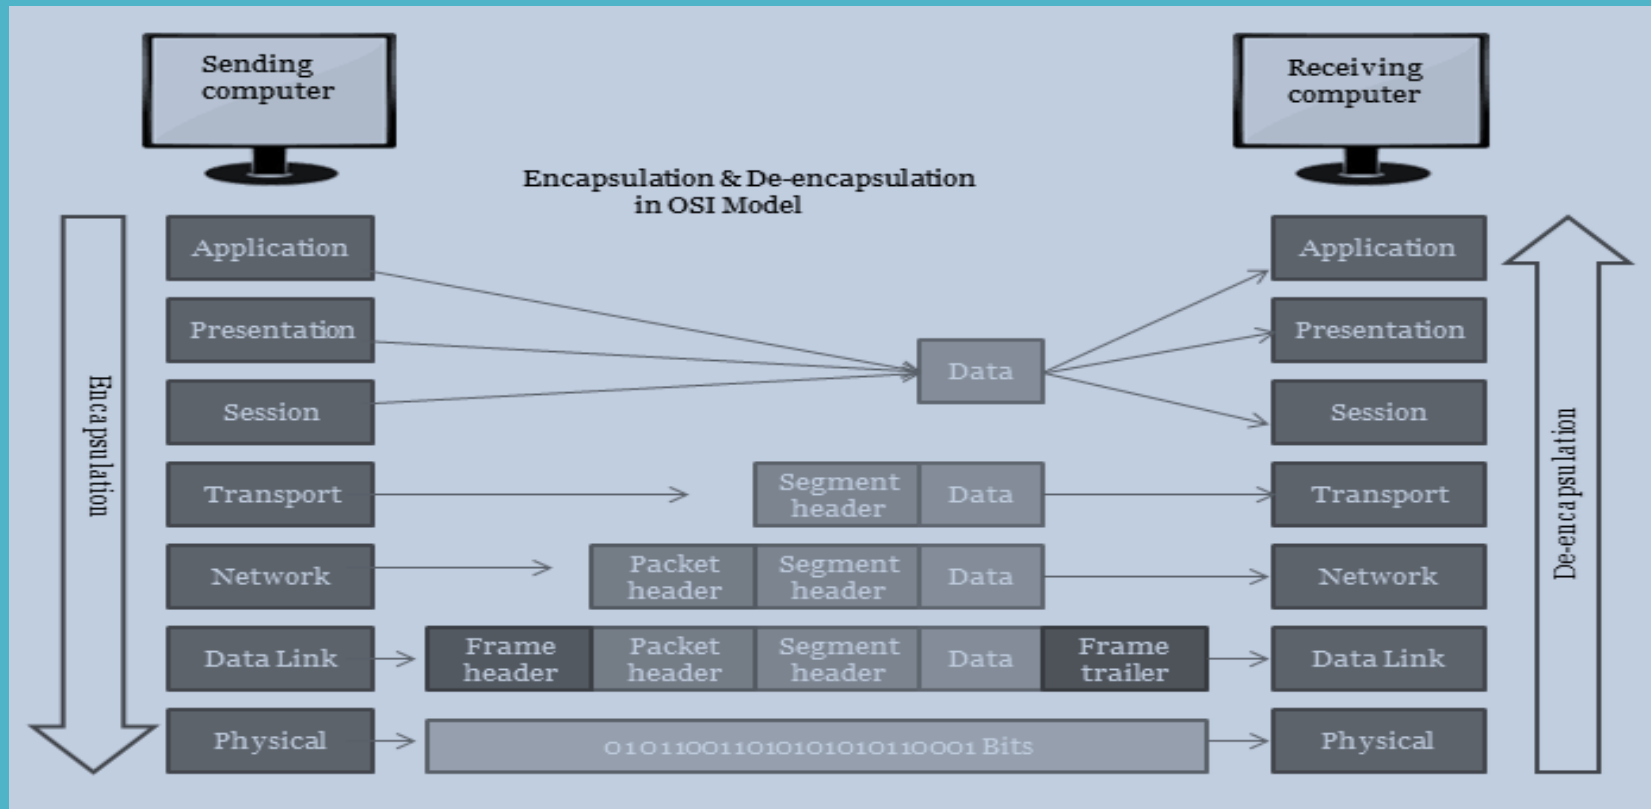 Sending
computer
Receiving
computer
Encapsulation & De-encapsulation
in OSI Model
Encapsulation
De-encapsulation
Application
Application
Presentation
Presentation
Data
Session
Session
Transport
Segment
header
Data
Transport
Network
Packet
header
Segment
header
Data
Network
Data Link
Frame
header
Packet
header
Segment
header
Data
Frame
trailer
Data Link
Physical
0101100110101010101100 01 Bits
Physical